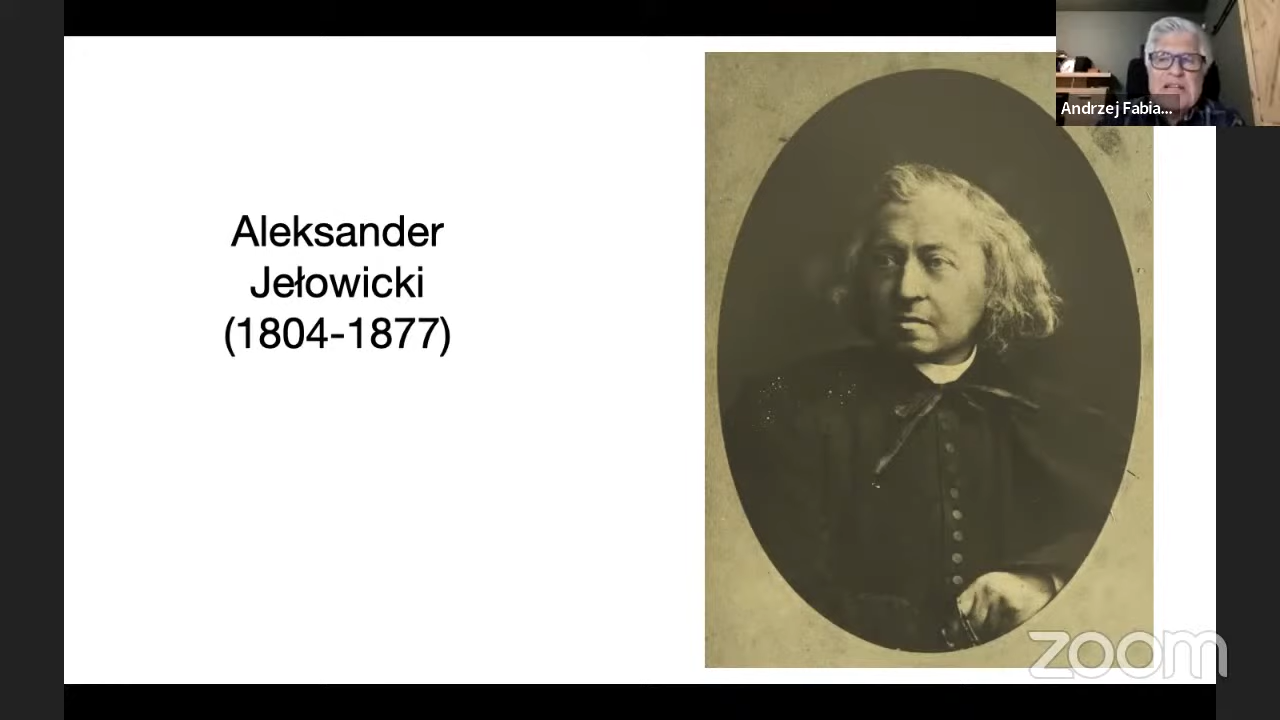 Aleksander
Jełowicki
(1804-1877)
Andrzej Fabia...
zoom